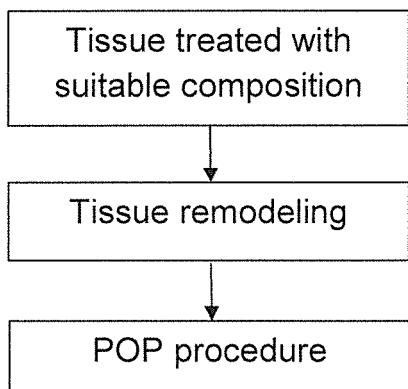 Tissue treated with
suitable composition
Tissue remodeling
POP procedure